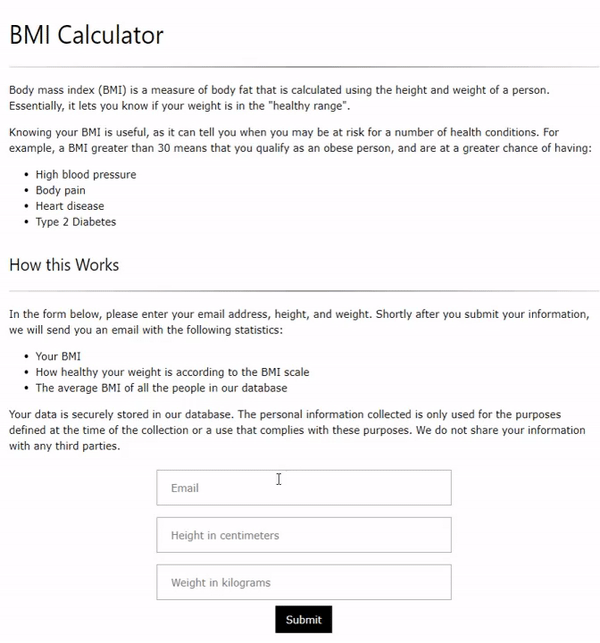 BMI Calculator
Body mass index (BMI) is a measure of body fat that is calculated using the height and weight of a person.
Essentially, it lets you know if your weight is in the "healthy range".
Knowing your BMI is useful, as it can tell you when you may be at risk for a number of health conditions. For
example, a BMI greater than 30 means that you qualify as an obese person, and are at a greater chance of having:
• High blood pressure
• Body pain
• Heart disease
• Type 2 Diabetes
How this Works
In the form below, please enter your email address, height, and weight. Shortly after you submit your information,
we will send you an email with the following statistics:
• Your BMI
• How healthy your weight is according to the BMI scale
• The average BMI of all the people in our database
Your data is securely stored in our database. The personal information collected is only used for the purposes
defined at the time of the collection or a use that complies with these purposes. We do not share your information
with any third parties.
Email
Height in centimeters
Weight in kilograms
Submit